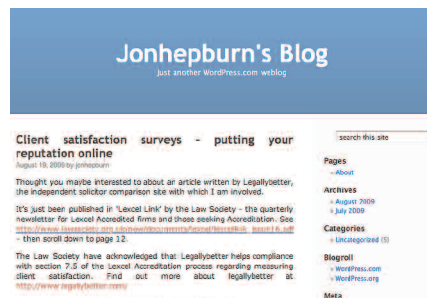 Jonhepburn's Blog
Just another WordPress.com weblog
Client satisfaction surveys - putting your
reputation online
August 19, 2009 by jonhepburn
Thought you maybe interested to about an article written by Legallybetter,
the independent solicitor comparison site with which I am involved.
It's just been published in 'Lexcel Link' by the Law Society - the quarterly
newsletter for Lexcel Accredited firms and those seeking Accreditation. See
- then scroll down to page 12.
The Law Society have acknowledged that Legallybetter helps compliance
with section 7.5 of the Lexcel Accreditation process regarding measuring
client satisfaction. Find out more about legallybetter at
http://www.legallybetter.com/
search this site
Pages
» About
Archives
» August 2009
» July 2009
Categories
» Uncategorized (5)
Blogroll
» WordPress.com
» WordPress.org
Meta